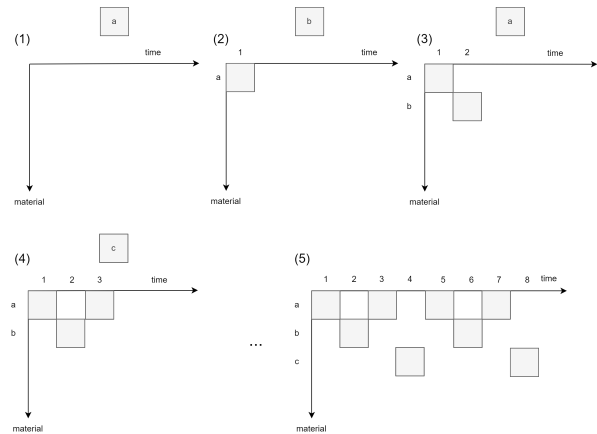 a
b
a
(1)
(2)
(3)
time
1
time
1 2
time
a
a
b
material
material
material
c
(4)
(5)
1 2 3
time
1 2 3 4 5 6 7 8
time
a
a
b
b
...
c
material
material